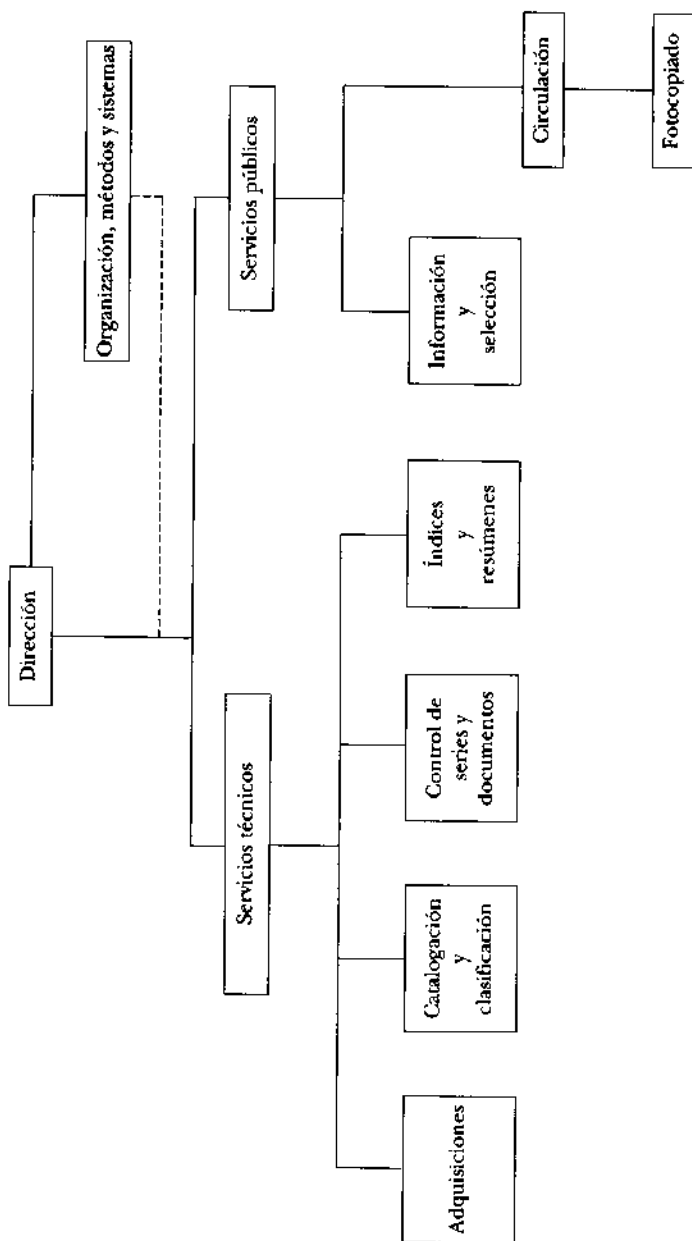 Dirección
Organización, métodos y sistemas
Servicios técnicos
Servicios públicos
Adquisiciones
Catalogación
y
clasificación
Control de
series y
documentos
Índices
y
resúmenes
Información
y
selección
Circulación
Fotocopiado